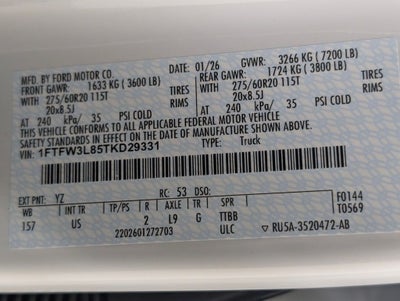 MFD. BY FORD MOTOR CO. DATE: 01/26 GVWR: 3266 KG ( 7200 LB)
FRONT GAWR: 1633 KG ( 3600 LB) REAR GAWR: 1724 KG ( 3800 LB)
WITH 275/60R20 115T TIRES WITH 275/60R20 115T TIRES
20x8.5J RIMS 20x8.5J RIMS
AT 240 kPa/ 35 PSI COLD AT 240 kPa/ 35 PSI COLD
THIS VEHICLE CONFORMS TO ALL APPLICABLE FEDERAL MOTOR VEHICLE
SAFETY STANDARDS IN EFFECT ON THE DATE OF MANUFACTURE SHOWN ABOVE.
VIN: 1FTFW3L85TKD29331 TYPE: Truck
EXT PNT: YZ RC: 53 DSO: F0144
WB INT TR TP/PS R AXLE TR SPR T0569
157 US 2 L9 G TTBB
2202601272703 ULC ▽ RU5A-3520472-AB